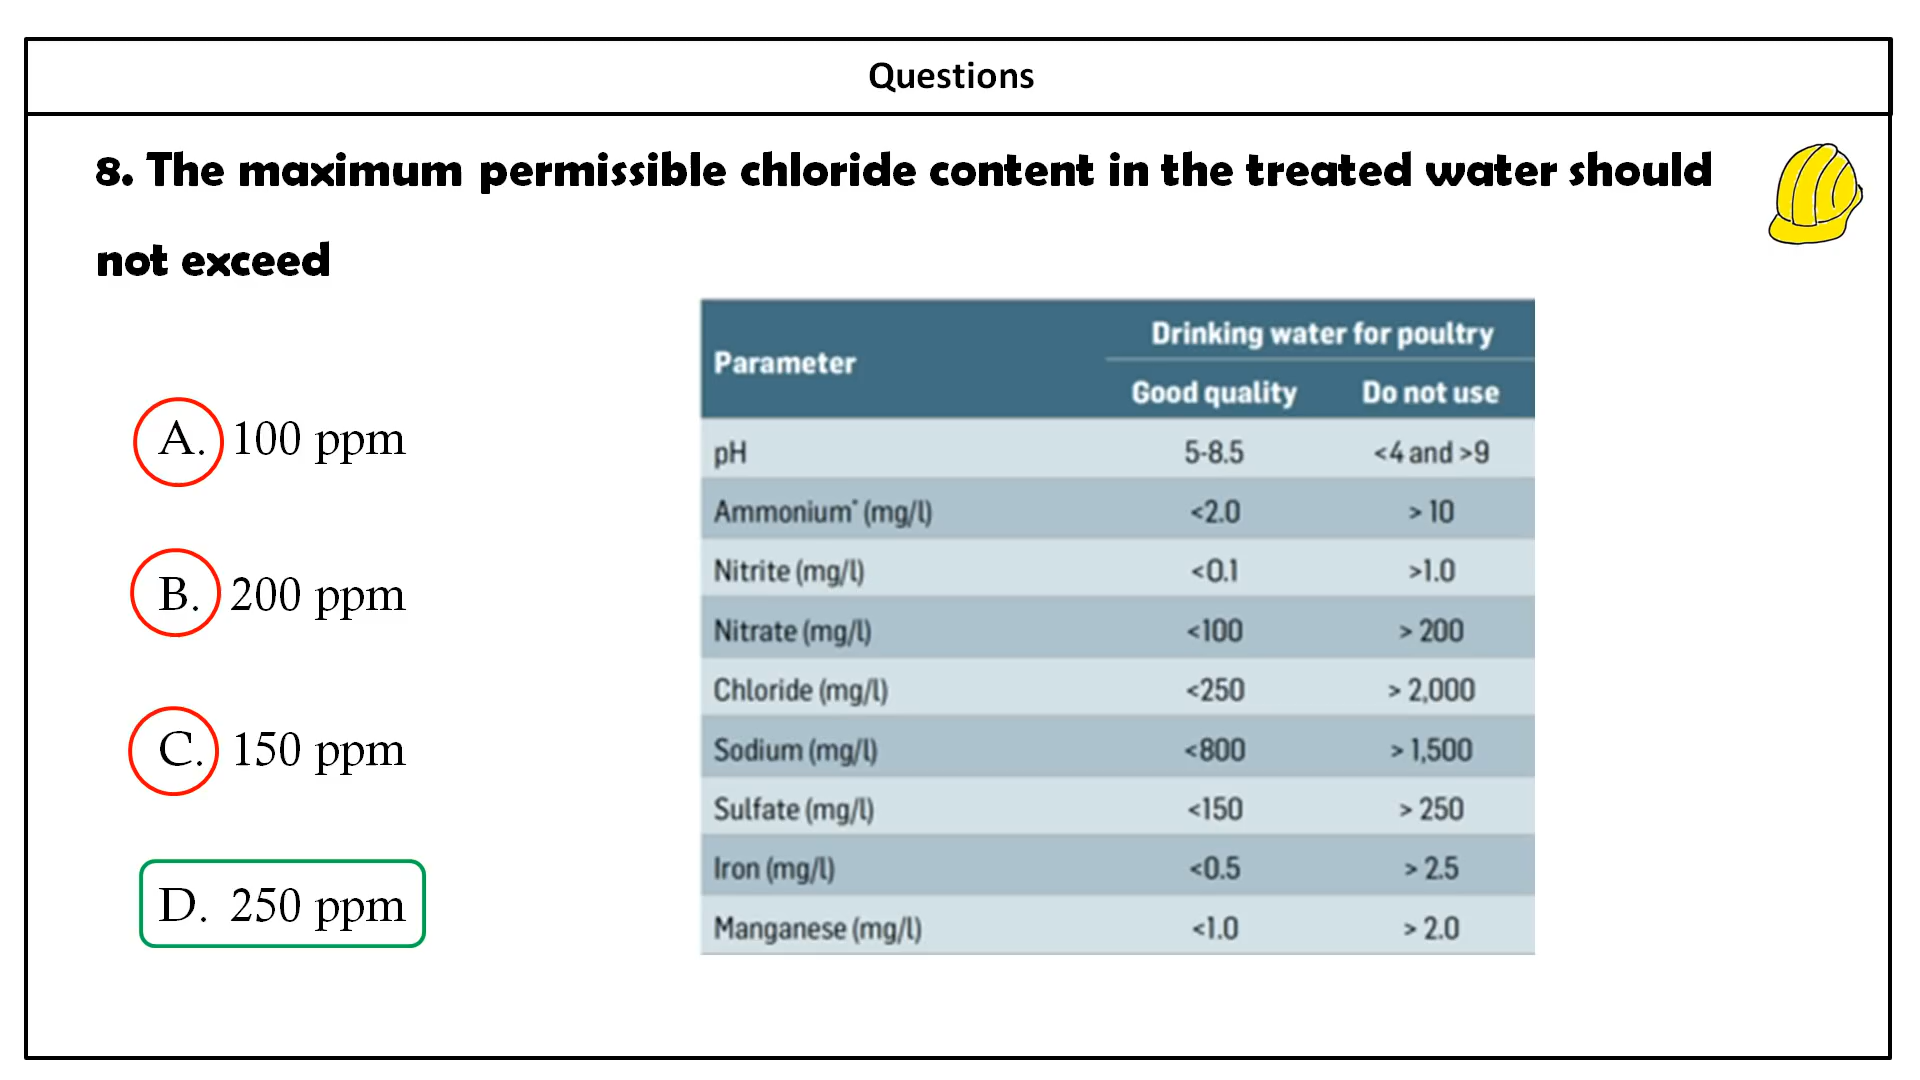 Questions
8. The maximum permissible chloride content in the treated water should
not exceed
A. 100 ppm
B. 200 ppm
C. 150 ppm
D. 250 ppm
Parameter
Drinking water for poultry
Good quality Do not use
pH 5-8.5 <4 and >9
Ammonium* (mg/l) <2.0 > 10
Nitrite (mg/l) <0.1 >1.0
Nitrate (mg/l) <100 > 200
Chloride (mg/l) <250 > 2,000
Sodium (mg/l) <800 > 1,500
Sulfate (mg/l) <150 > 250
Iron (mg/l) <0.5 > 2.5
Manganese (mg/l) <1.0 > 2.0